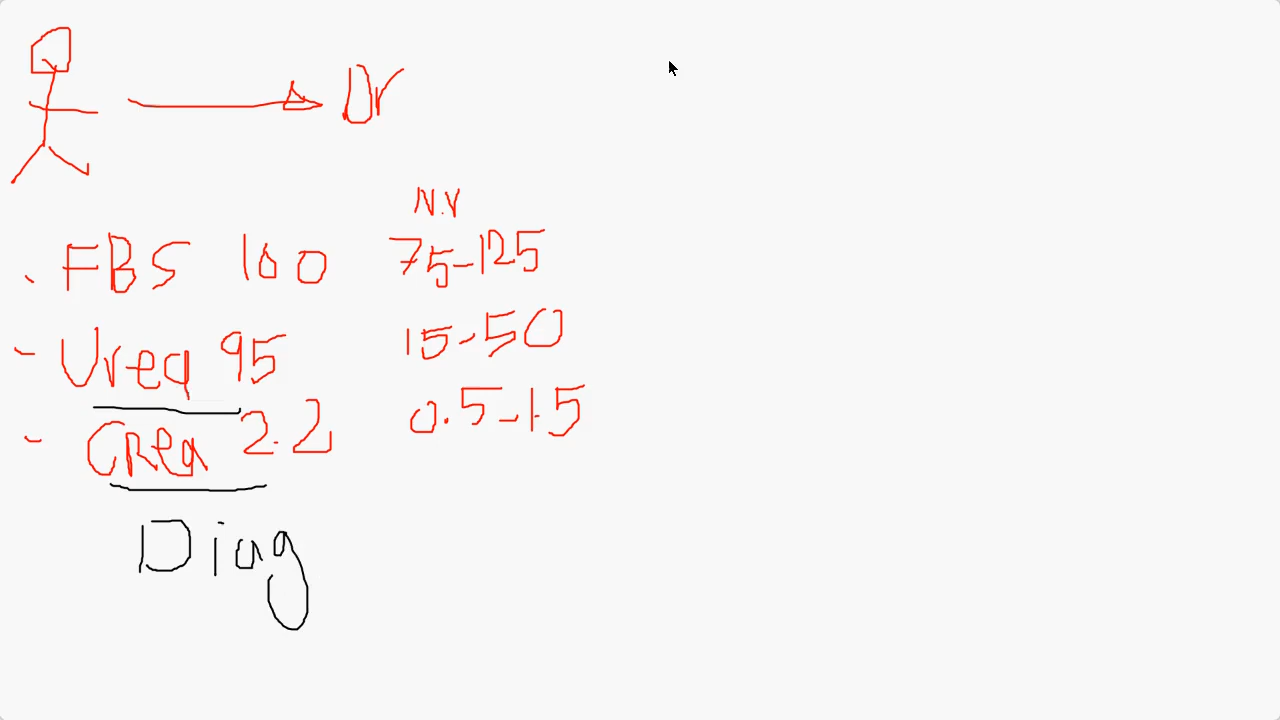 Dr
N.V
- FBS 100 75-125
- Urea 95 15-50
- Crea 2.2 0.5-1.5
Diag